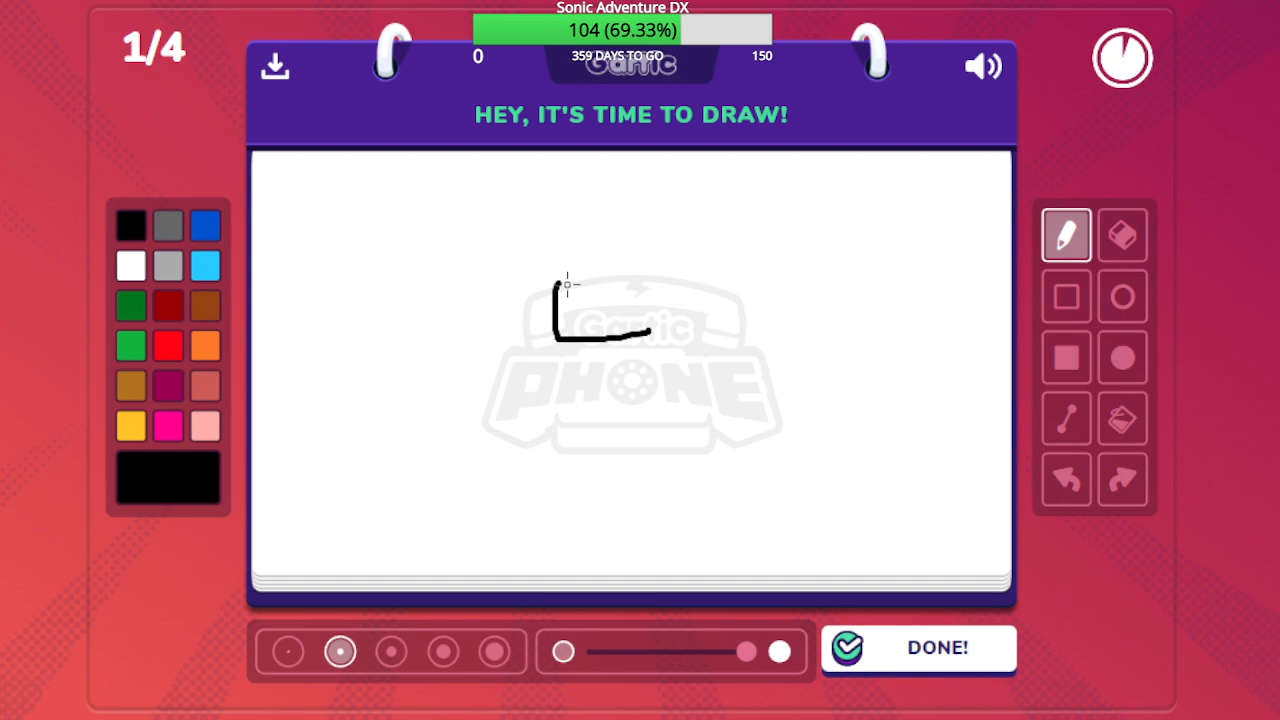 Sonic Adventure DX
1/4
104 (69.33%)
0
359 DAYS TO GO
150
Gartic
HEY, IT'S TIME TO DRAW!
Gartic
PHONE
DONE!